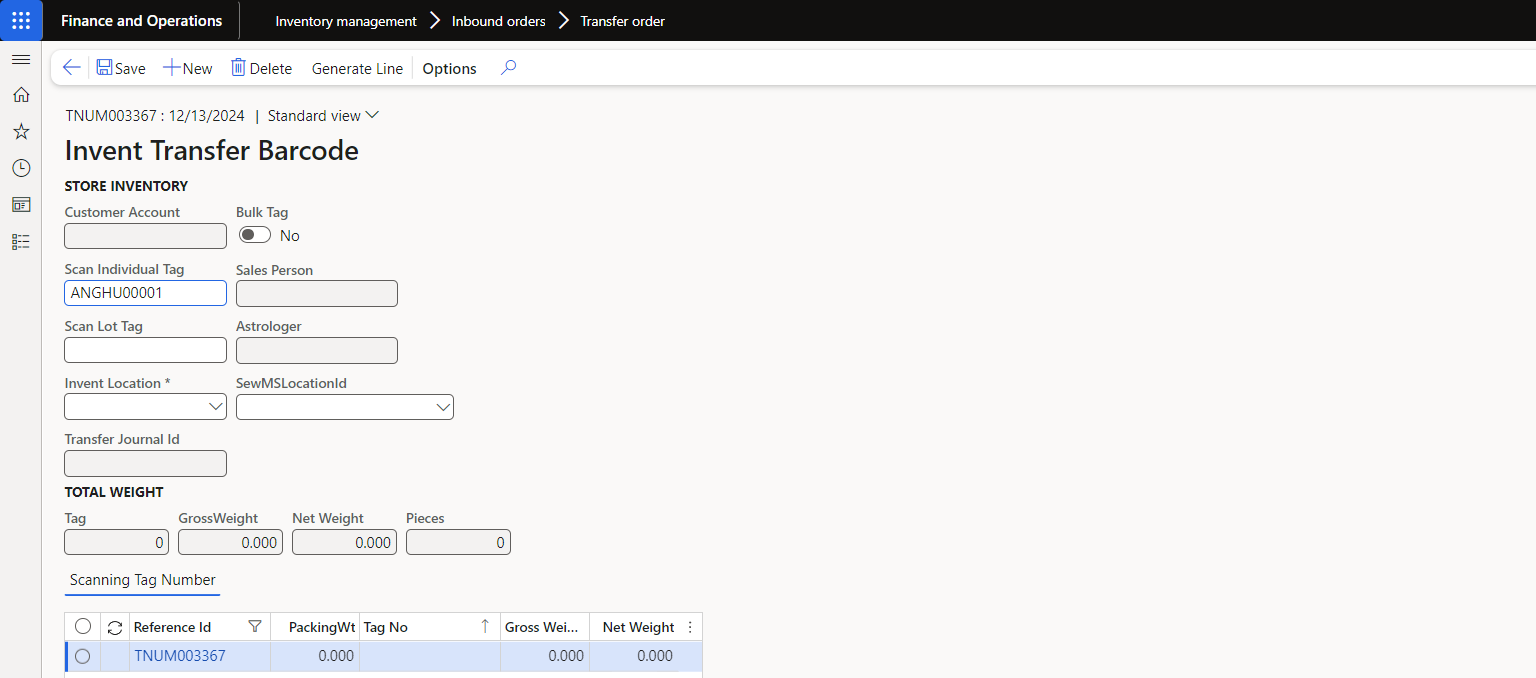 Finance and Operations
Inventory management Inbound orders Transfer order
Save New Delete Generate Line Options
TNUM003367 : 12/13/2024 | Standard view
Invent Transfer Barcode
STORE INVENTORY
Customer Account Bulk Tag
No
Scan Individual Tag Sales Person
ANGHU00001
Scan Lot Tag Astrologer
Invent Location * SewMSLocationId
Transfer Journal Id
TOTAL WEIGHT
Tag GrossWeight Net Weight Pieces
0 0.000 0.000 0
Scanning Tag Number
Reference Id PackingWt Tag No Gross Wei... Net Weight
TNUM003367 0.000 0.000 0.000